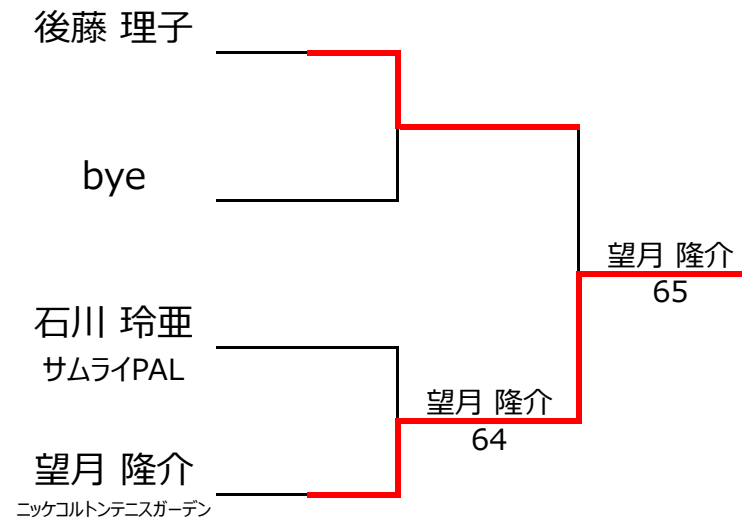 後藤 理子
bye
望月 隆介
65
石川 玲亜
サムライPAL
望月 隆介
64
望月 隆介
ニッケコルトンテニスガーデン